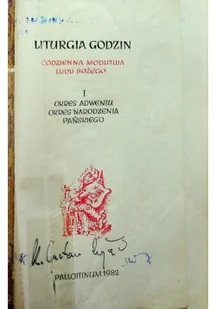 LITURGIA GODZIN
CODZIENNA MODLITWA
LUDU BOŻEGO
I
OKRES ADWENTU
OKRES NARODZENIA
PAŃSKIEGO
PALLOTTINUM 1982